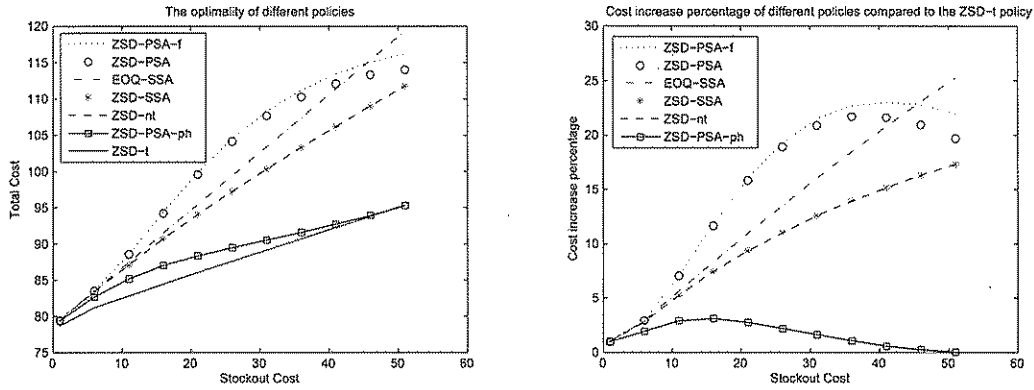 The optimality of different policies
120
115
110
105
100
95
90
85
80
75
Total Cost
ZSD-PSA-f
ZSD-PSA
EOQ-SSA
ZSD-SSA
ZSD-nt
ZSD-PSA-ph
ZSD-t
0 10 20 30 40 50 60
Stockout Cost
Cost increase percentage of different policies compared to the ZSD-t policy
30
25
20
15
10
5
0
Cost increase percentage
ZSD-PSA-f
ZSD-PSA
EOQ-SSA
ZSD-SSA
ZSD-nt
ZSD-PSA-ph
0 10 20 30 40 50 60
Stockout Cost